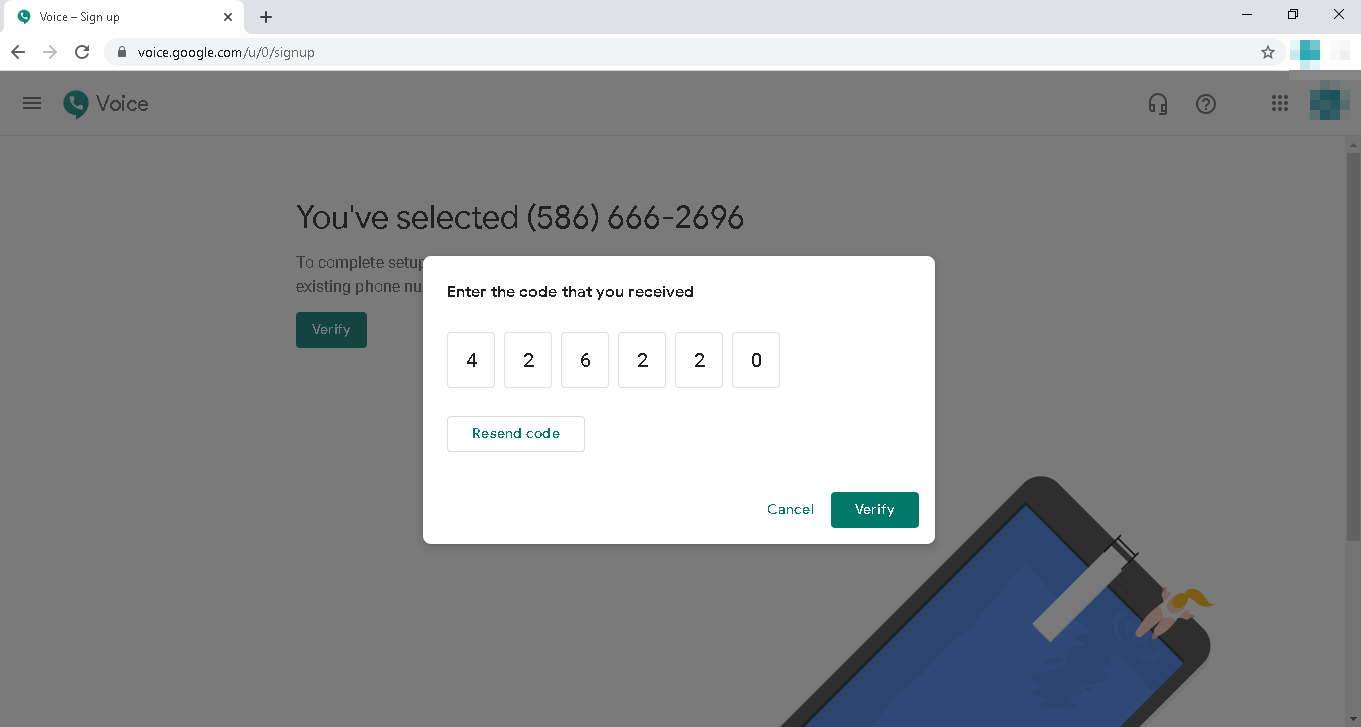 Voice – Sign up
voice.google.com/u/0/signup
Voice
You've selected (586) 666-2696
To complete setup
existing phone nu
Verify
Enter the code that you received
4 2 6 2 2 0
Resend code
Cancel Verify